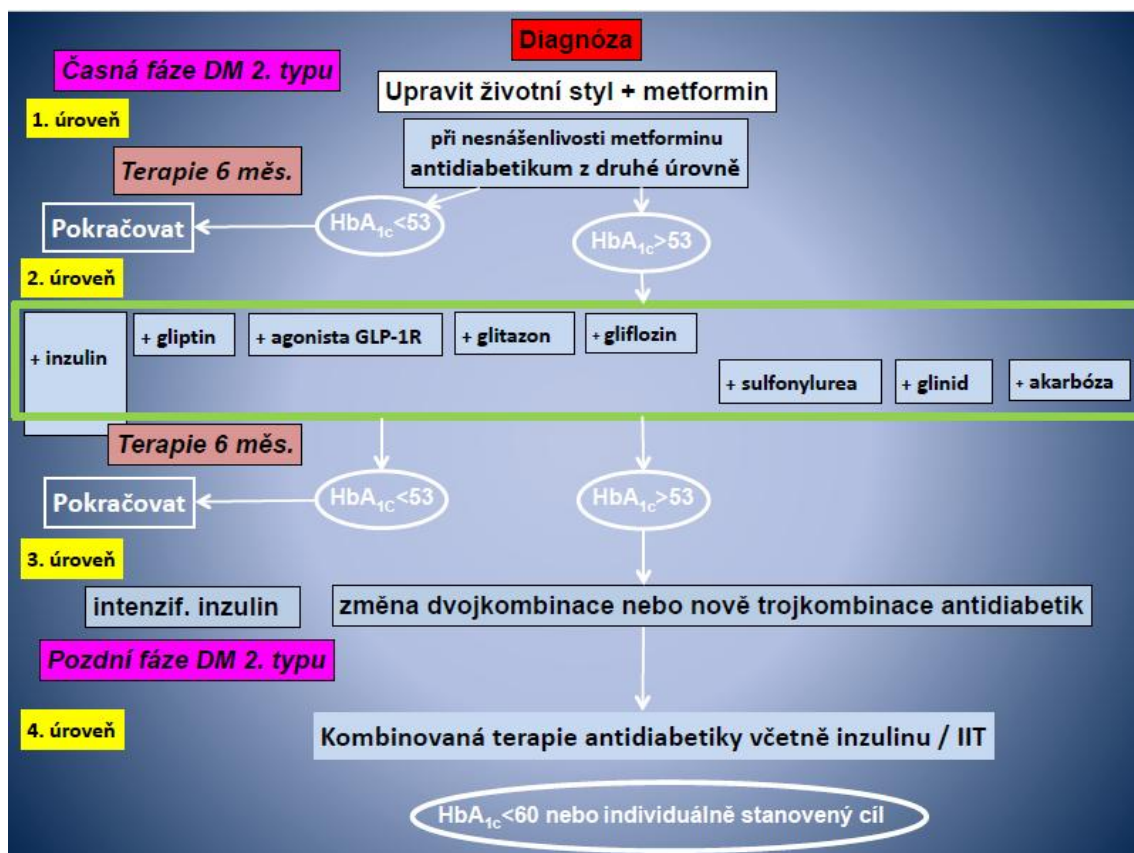 Diagnóza
Časná fáze DM 2. typu
Upravit životní styl + metformin
1. úroveň
při nesnášenlivosti metforminu
antidiabetikum z druhé úrovně
Terapie 6 měs.
Pokračovat
HbA1c<53
HbA1c>53
2. úroveň
+ inzulin
+ gliptin
+ agonista GLP-1R
+ glitazon
+ gliflozin
+ sulfonylurea
+ glinid
+ akarbóza
Terapie 6 měs.
Pokračovat
HbA1C<53
HbA1c>53
3. úroveň
intenzif. inzulin
změna dvojkombinace nebo nově trojkombinace antidiabetik
Pozdní fáze DM 2. typu
4. úroveň
Kombinovaná terapie antidiabetiky včetně inzulinu / IIT
HbA1c<60 nebo individuálně stanovený cíl